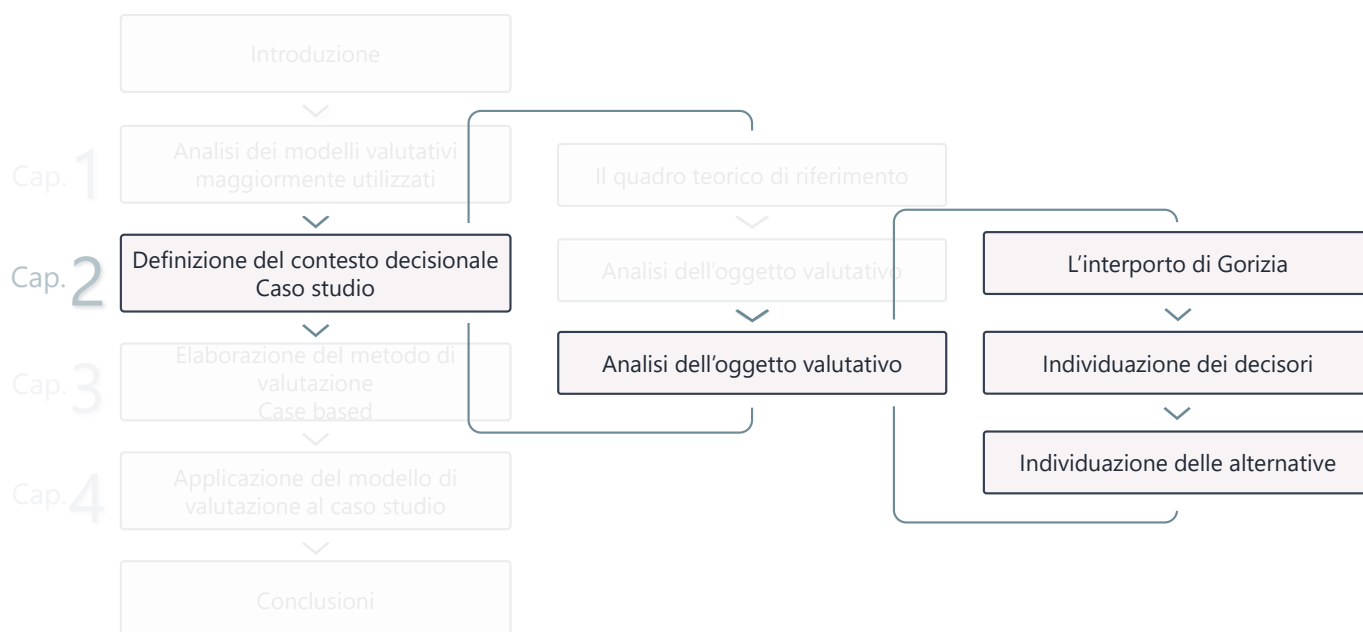 Introduzione
Cap. 1
Analisi dei modelli valutativi
maggiormente utilizzati
Cap. 2
Definizione del contesto decisionale
Caso studio
Cap. 3
Elaborazione del metodo di
valutazione
Case based
Cap. 4
Applicazione del modello di
valutazione al caso studio
Conclusioni
Il quadro teorico di riferimento
Analisi dell'oggetto valutativo
Analisi dell'oggetto valutativo
L'interporto di Gorizia
Individuazione dei decisori
Individuazione delle alternative